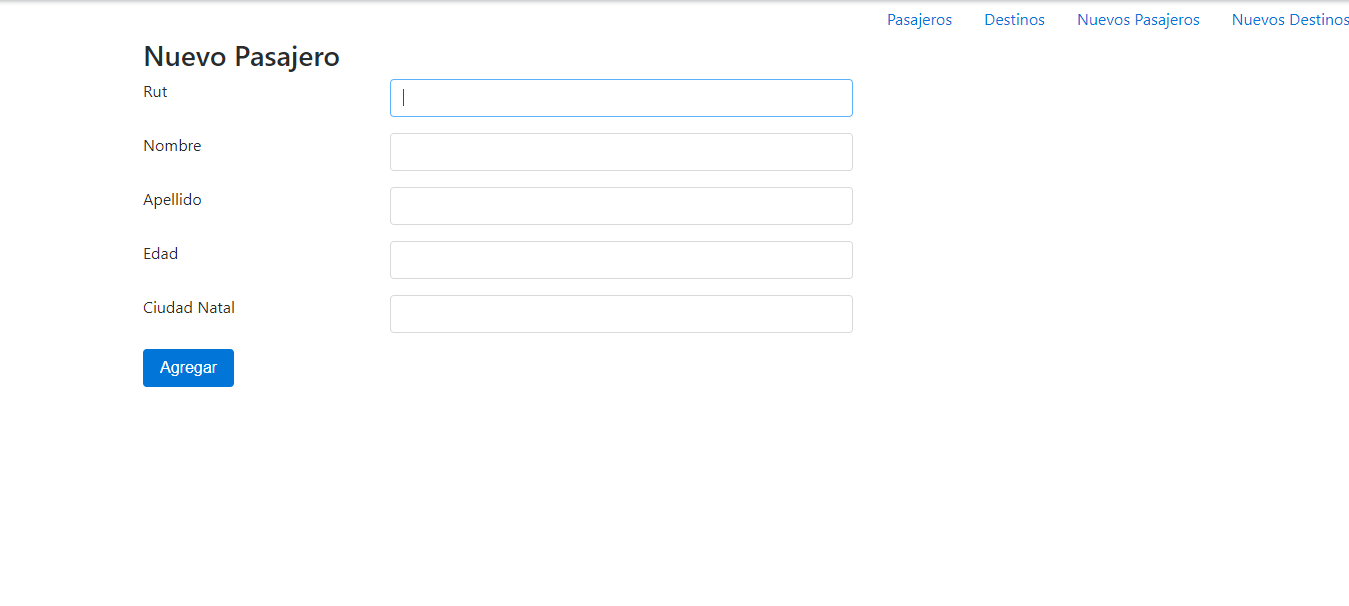 Pasajeros Destinos Nuevos Pasajeros Nuevos Destinos
Nuevo Pasajero
Rut
Nombre
Apellido
Edad
Ciudad Natal
Agregar